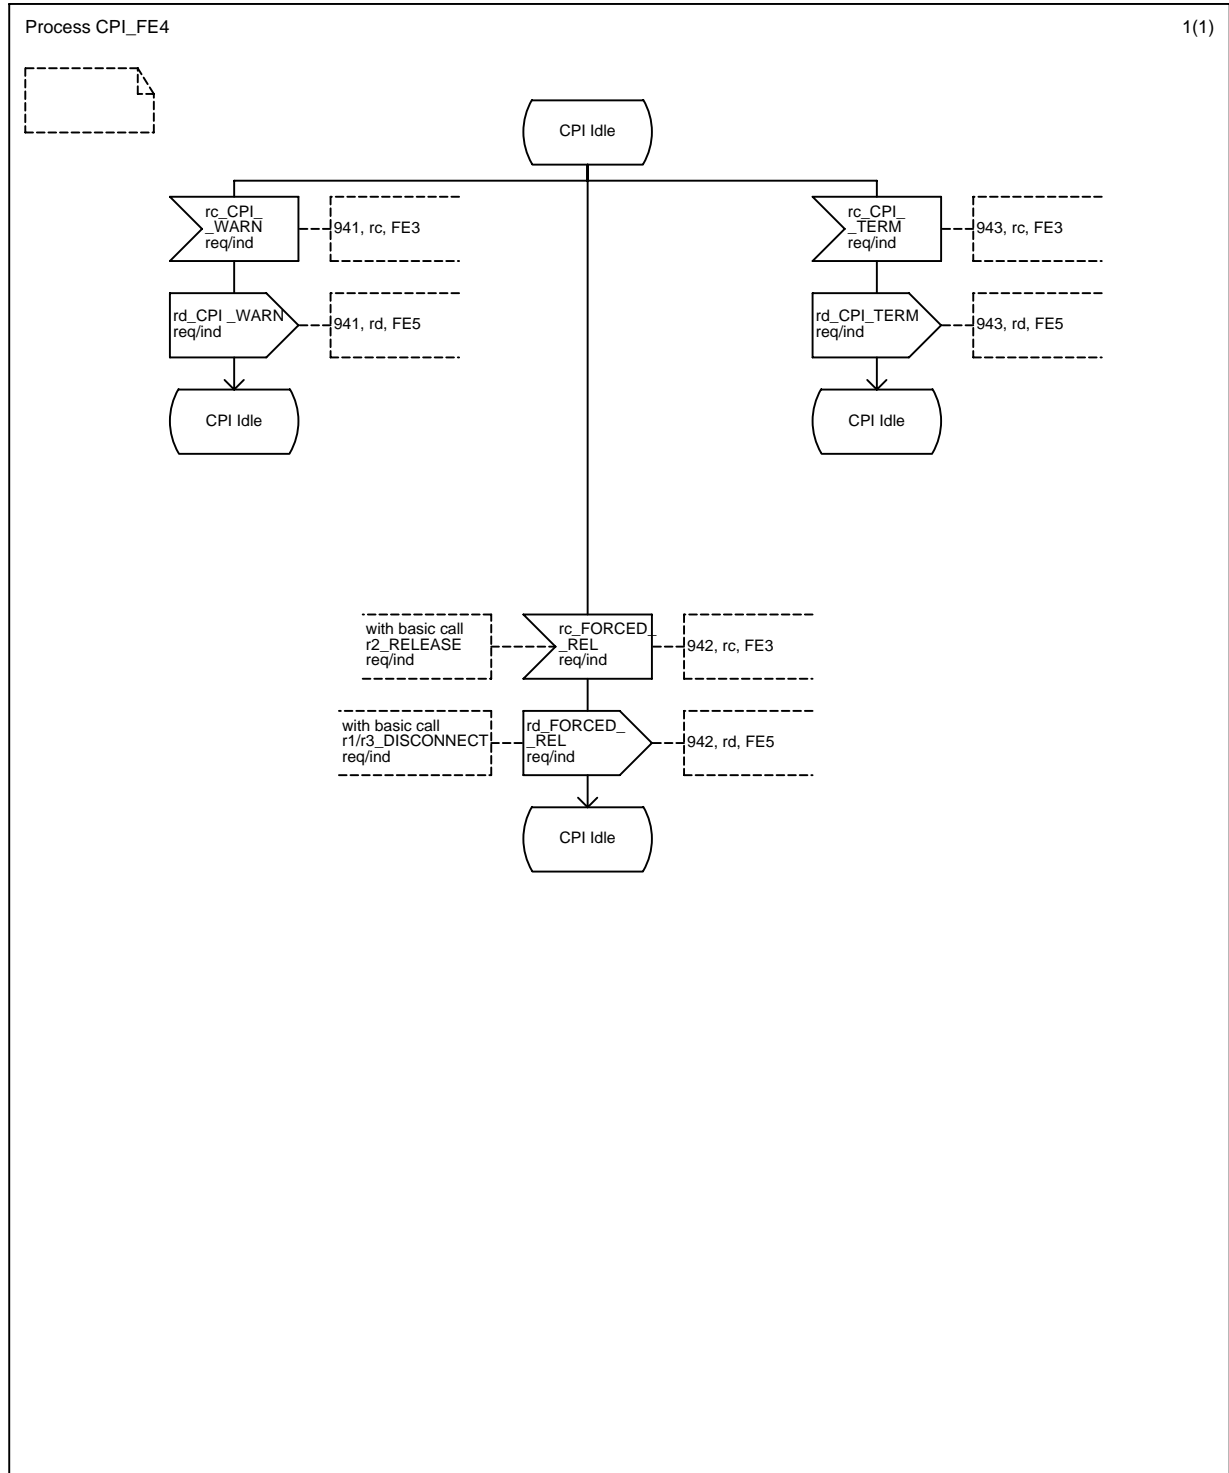 Process CPI_FE4
1(1)
CPI Idle
rc_CPI_
_WARN
req/ind
941, rc, FE3
rc_CPI_
_TERM
req/ind
943, rc, FE3
rd_CPI _WARN
req/ind
941, rd, FE5
rd_CPI_TERM
req/ind
943, rd, FE5
CPI Idle
CPI Idle
with basic call
r2_RELEASE
req/ind
rc_FORCED_
_REL
req/ind
942, rc, FE3
with basic call
r1/r3_DISCONNECT
req/ind
rd_FORCED_
_REL
req/ind
942, rd, FE5
CPI Idle